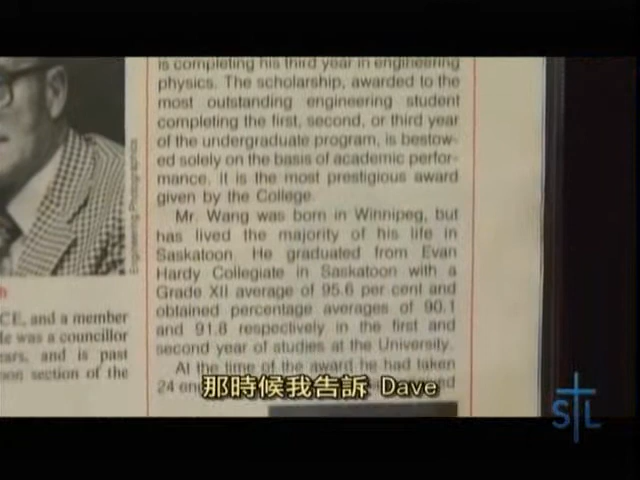 is completing his third year in engineering
physics. The scholarship, awarded to the
most outstanding engineering student
completing the first, second, or third year
of the undergraduate program, is bestow-
ed solely on the basis of academic perfor-
mance. It is the most prestigious award
given by the College.
Mr. Wang was born in Winnipeg, but
has lived the majority of his life in
Saskatoon. He graduated from Evan
Hardy Collegiate in Saskatoon with a
Grade XII average of 95.6 per cent and
obtained percentage averages of 90.1
and 91.8 respectively in the first and
second year of studies at the University.
At the time of the award he had taken
24
Engineering Photographics
CE, and a member
le was a councillor
ears, and is past
oon section of the
那時候我告訴 Dave
STL